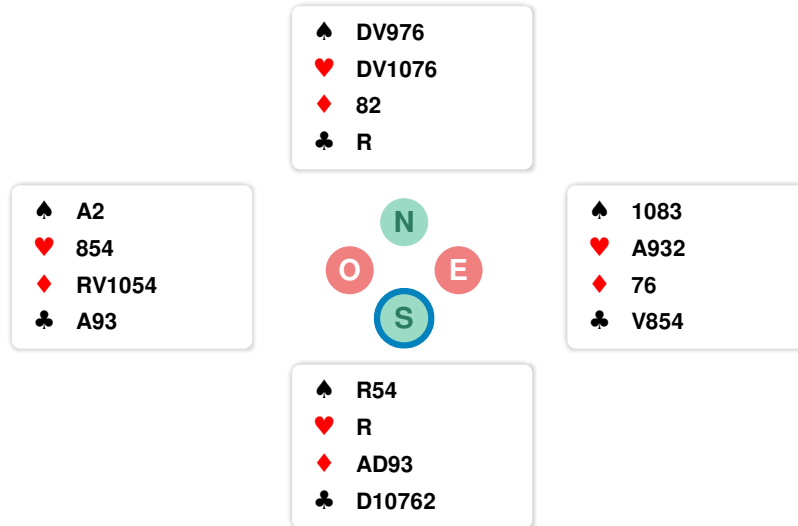 ♠ DV976
♥ DV1076
♦ 82
♣ R
♠ A2
♥ 854
♦ RV1054
♣ A93
N
O
E
S
♠ 1083
♥ A932
♦ 76
♣ V854
♠ R54
♥ R
♦ AD93
♣ D10762